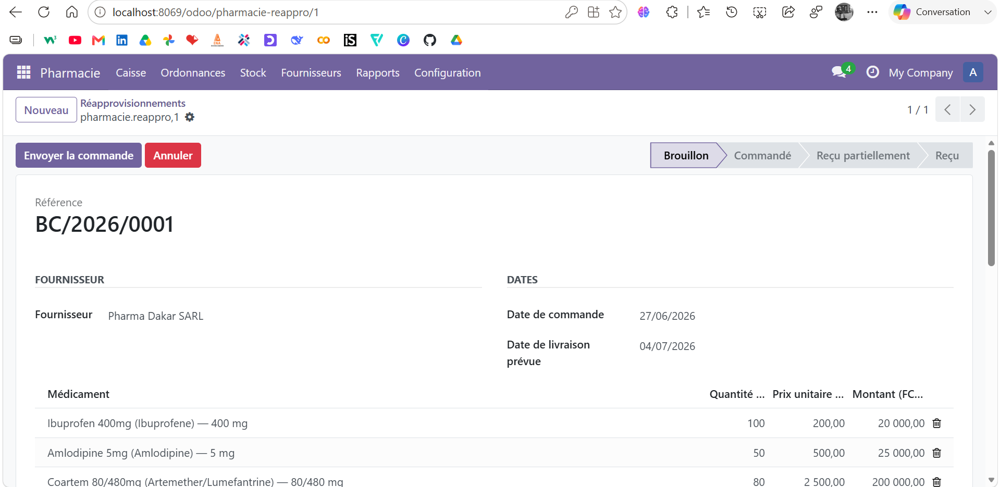 localhost:8069/odoo/pharmacie-reappro/1
Conversation
Pharmacie Caisse Ordonnances Stock Fournisseurs Rapports Configuration 4 My Company A
Nouveau
Réapprovisionnements
pharmacie.reappro,1
1 / 1
Envoyer la commande Annuler
Brouillon Commandé Reçu partiellement Reçu
Référence
BC/2026/0001
FOURNISSEUR
Fournisseur Pharma Dakar SARL
DATES
Date de commande 27/06/2026
Date de livraison prévue 04/07/2026
Médicament Quantité ... Prix unitaire ... Montant (FC...
Ibuprofen 400mg (Ibuprofene) — 400 mg 100 200,00 20 000,00
Amlodipine 5mg (Amlodipine) — 5 mg 50 500,00 25 000,00
Coartem 80/480mg (Artemether/Lumefantrine) — 80/480 mg 80 2 500,00 200 000,00